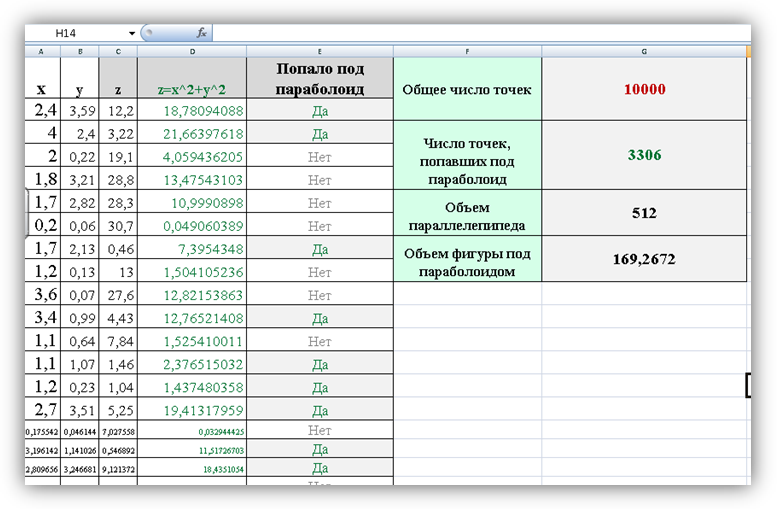 H14 fx
A B C D E F G
x y z z=x^2+y^2 Попало под параболоид Общее число точек 10000
2,4 3,59 12,2 18,78094088 Да
4 2,4 3,22 21,66397618 Да Число точек, попавших под параболоид 3306
2 0,22 19,1 4,059436205 Нет
1,8 3,21 28,8 13,47543103 Нет
1,7 2,82 28,3 10,9990898 Нет Объем параллелепипеда 512
0,2 0,06 30,7 0,049060389 Нет
1,7 2,13 0,46 7,3954348 Да Объем фигуры под параболоидом 169,2672
1,2 0,13 13 1,504105236 Нет
3,6 0,07 27,6 12,82153863 Нет
3,4 0,99 4,43 12,76521408 Да
1,1 0,64 7,84 1,525410011 Нет
1,1 1,07 1,46 2,376515032 Да
1,2 0,23 1,04 1,437480358 Да
2,7 3,51 5,25 19,41317959 Да
0,175542 0,046144 7,027558 0,032944425 Нет
3,196142 1,141026 0,546892 11,51726703 Да
2,809656 3,246681 9,121372 18,4351054 Да